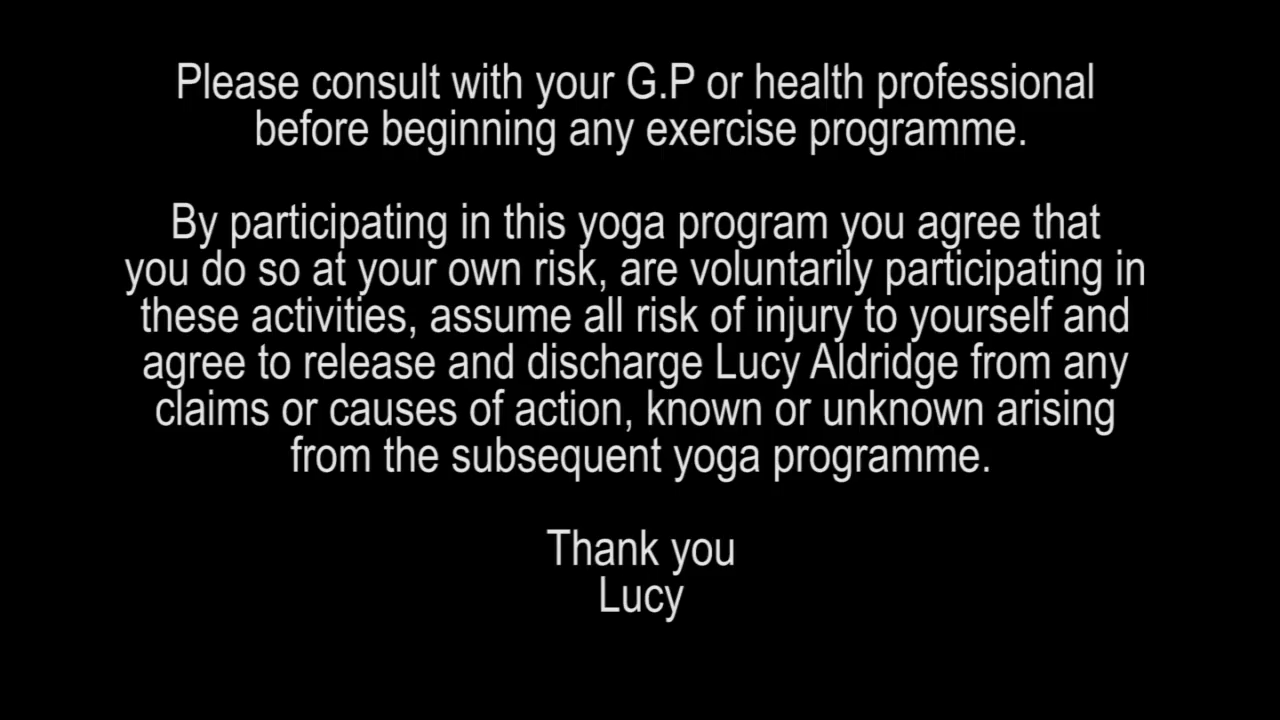 Please consult with your G.P or health professional
before beginning any exercise programme.
By participating in this yoga program you agree that
you do so at your own risk, are voluntarily participating in
these activities, assume all risk of injury to yourself and
agree to release and discharge Lucy Aldridge from any
claims or causes of action, known or unknown arising
from the subsequent yoga programme.
Thank you
Lucy